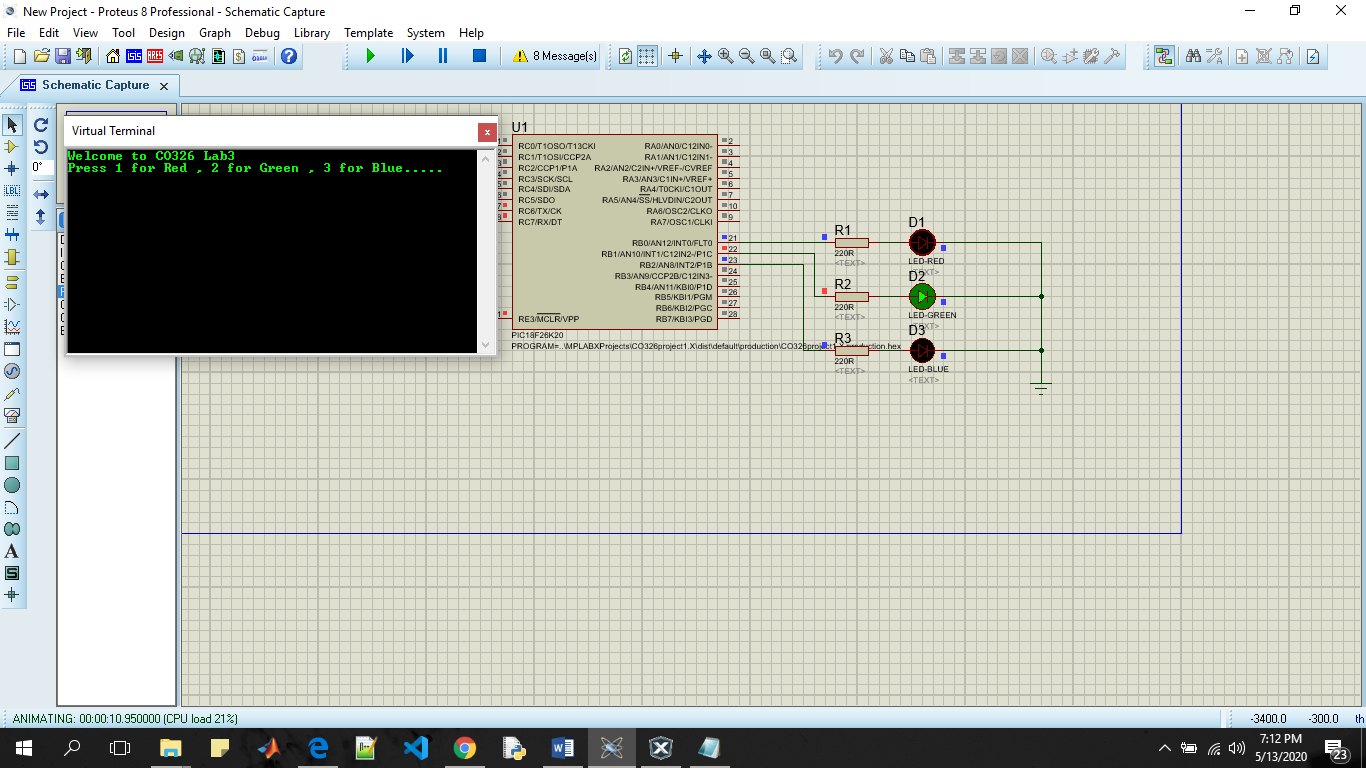 New Project - Proteus 8 Professional - Schematic Capture
File Edit View Tool Design Graph Debug Library Template System Help
8 Message(s)
Schematic Capture
Virtual Terminal
Welcome to CO326 Lab3
Press 1 for Red , 2 for Green , 3 for Blue.....
0°
LBL
A
S
U1
RC0/T1OSO/T13CKI RA0/AN0/C12IN0- 2
RC1/T1OSI/CCP2A RA1/AN1/C12IN1- 3
RC2/CCP1/P1A RA2/AN2/C2IN+/VREF-/CVREF 4
RC3/SCK/SCL RA3/AN3/C1IN+/VREF+ 5
RC4/SDI/SDA RA4/T0CKI/C1OUT 6
RC5/SDO RA5/AN4/SS/HLVDIN/C2OUT 7
RC6/TX/CK RA6/OSC2/CLKO 10
RC7/RX/DT RA7/OSC1/CLKI 9
RB0/AN12/INT0/FLT0 21
RB1/AN10/INT1/C12IN2-/P1C 22
RB2/AN8/INT2/P1B 23
RB3/AN9/CCP2B/C12IN3- 24
RB4/AN11/KBI0/P1D 25
RB5/KBI1/PGM 26
RB6/KBI2/PGC 27
RE3/MCLR/VPP RB7/KBI3/PGD 28
PIC18F26K20
R1
220R
<TEXT>
D1
LED-RED
<TEXT>
R2
220R
<TEXT>
D2
LED-GREEN
<TEXT>
R3
220R
<TEXT>
D3
LED-BLUE
<TEXT>
ANIMATING: 00:00:10.950000 (CPU load 21%) -3400.0 -300.0 th
7:12 PM
5/13/2020
23